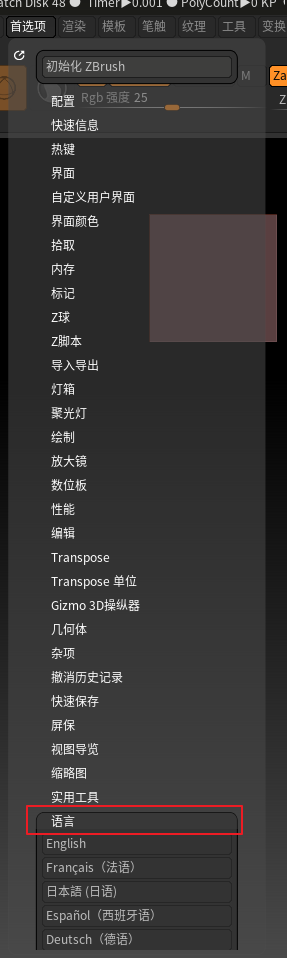 atch Disk 48 ● Timer▶0.001 ● PolyCount▶0 KP
首选项 渲染 模板 笔触 纹理 工具 变换
初始化 ZBrush
M
Za
Rgb 强度 25
Z
配置
快速信息
热键
界面
自定义用户界面
界面颜色
拾取
内存
标记
Z球
Z脚本
导入导出
灯箱
聚光灯
绘制
放大镜
数位板
性能
编辑
Transpose
Transpose 单位
Gizmo 3D操纵器
几何体
杂项
撤消历史记录
快速保存
屏保
视图导览
缩略图
实用工具
语言
English
Français（法语）
日本語 (日语)
Español（西班牙语）
Deutsch（德语）